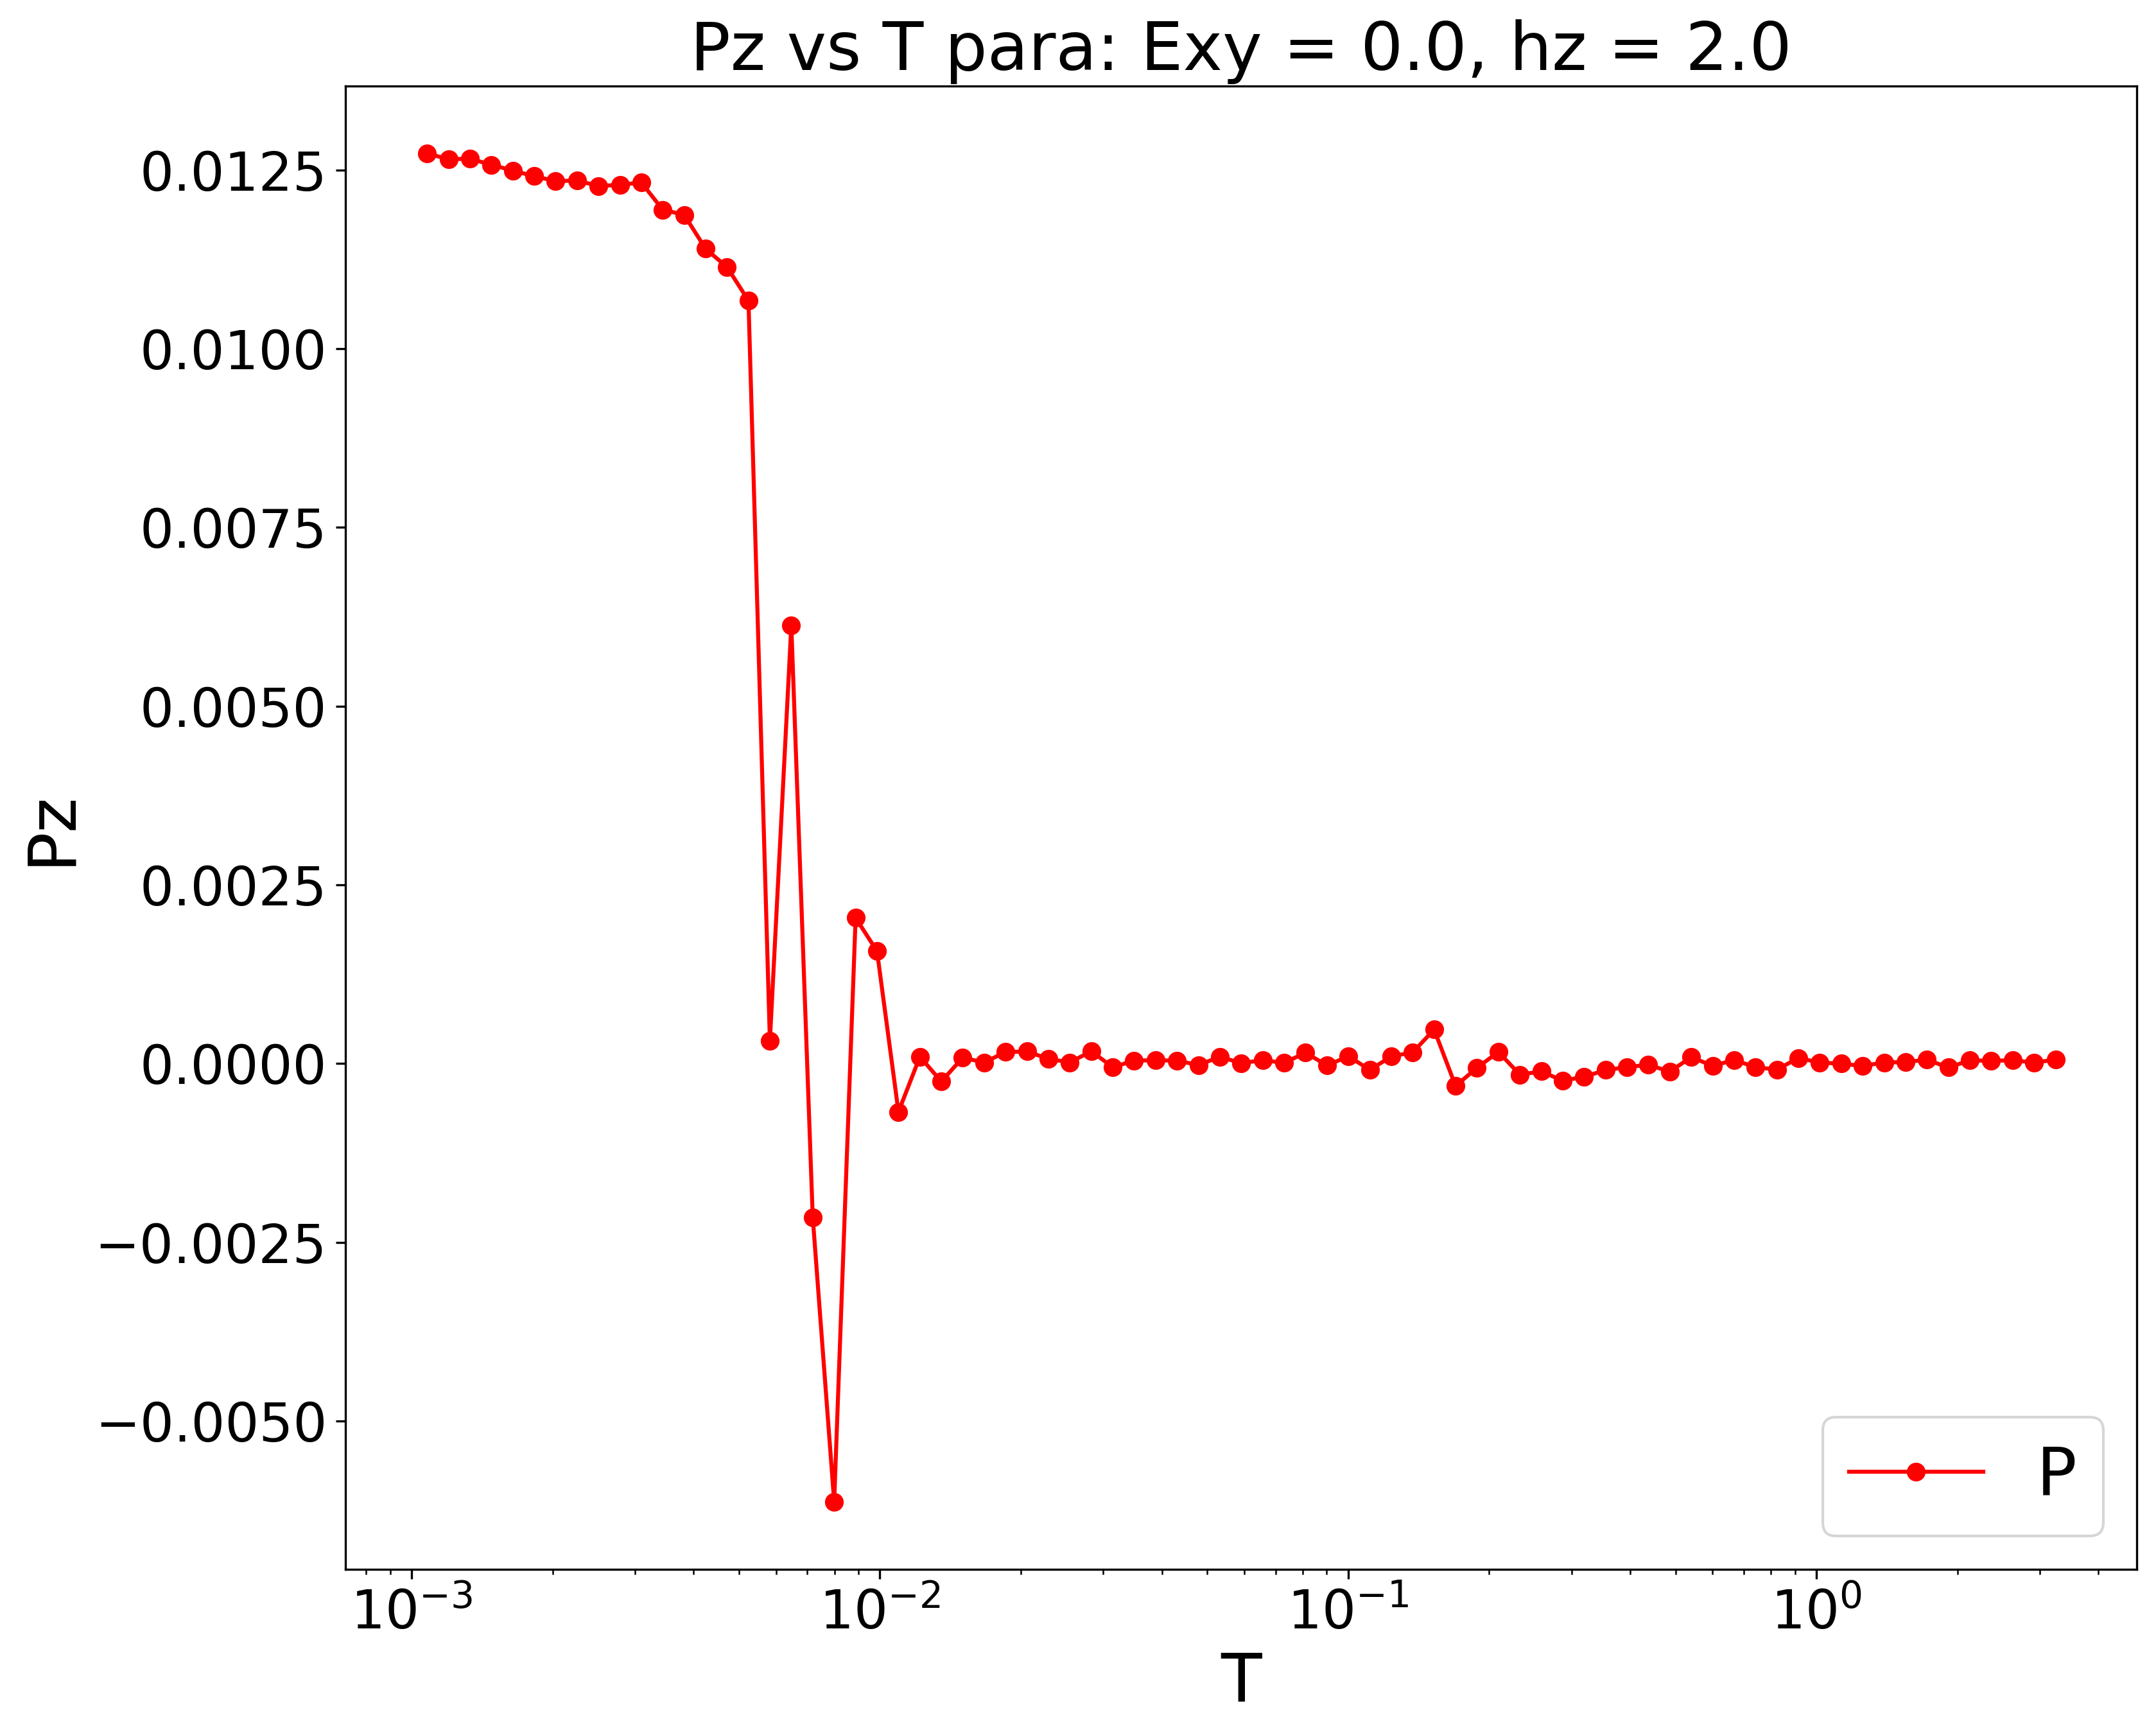 Pz vs T para: Exy = 0.0, hz = 2.0
0.0125
0.0100
0.0075
0.0050
0.0025
0.0000
−0.0025
−0.0050
Pz
10⁻³ 10⁻² 10⁻¹ 10⁰
T
P